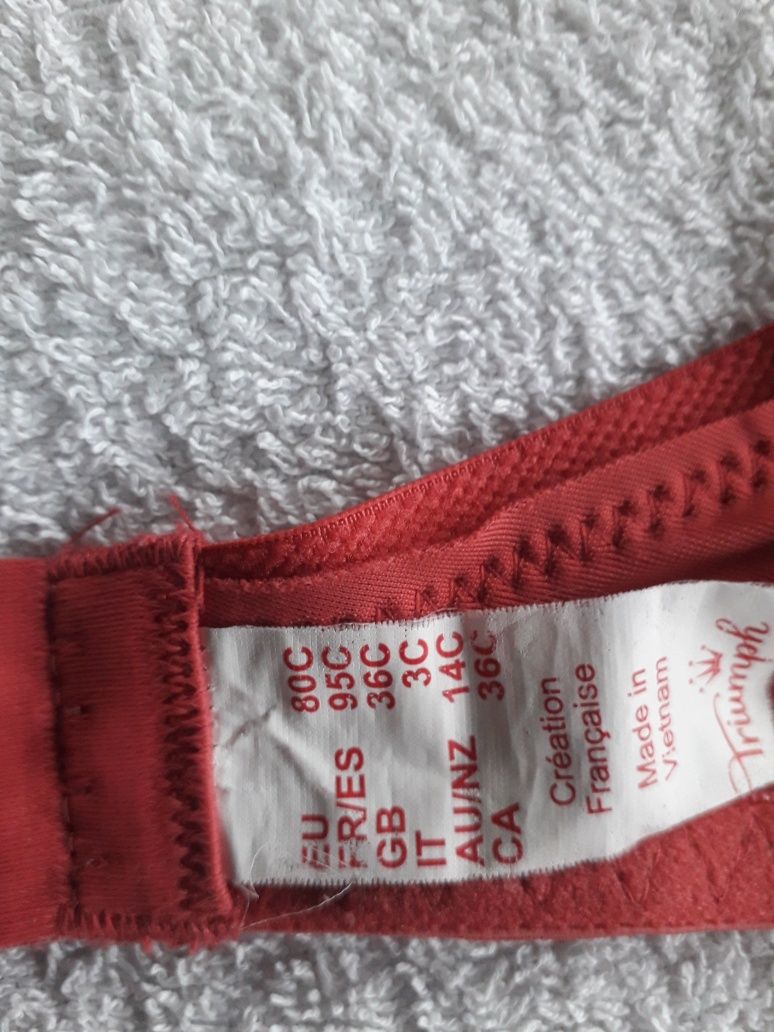 EU 80C
FR/ES 95C
GB 36C
IT 3C
AU/NZ 14C
CA 36C
Création
Française
Made in
Vietnam
Triumph